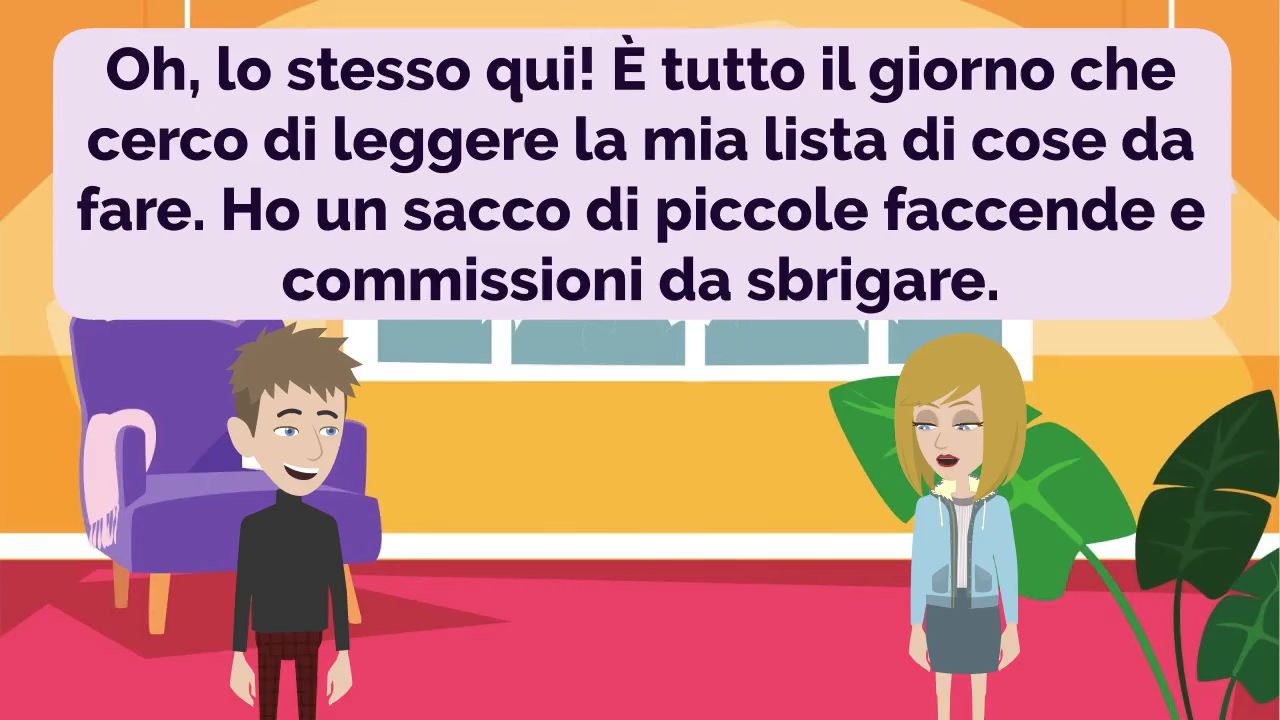 Oh, lo stesso qui! È tutto il giorno che
cerco di leggere la mia lista di cose da
fare. Ho un sacco di piccole faccende e
commissioni da sbrigare.